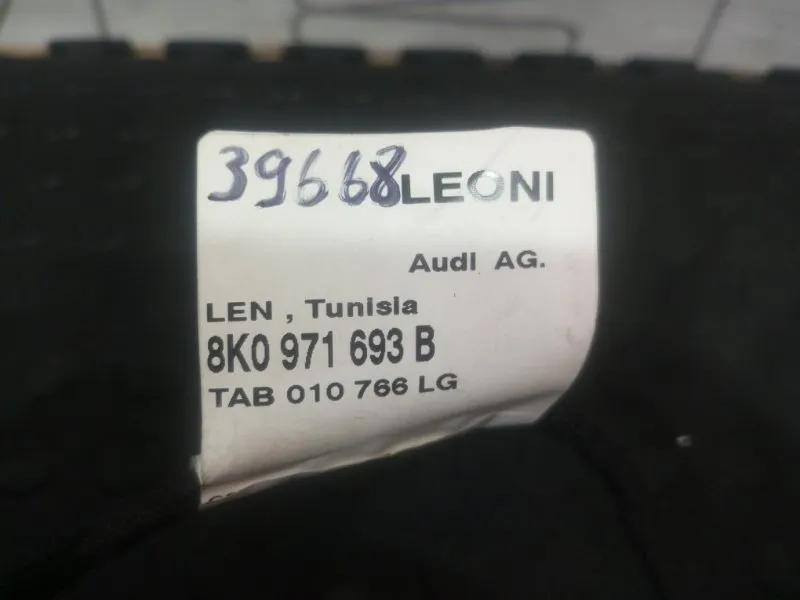 39668 LEONI
Audi AG.
LEN , Tunisia
8K0 971 693 B
TAB 010 766 LG